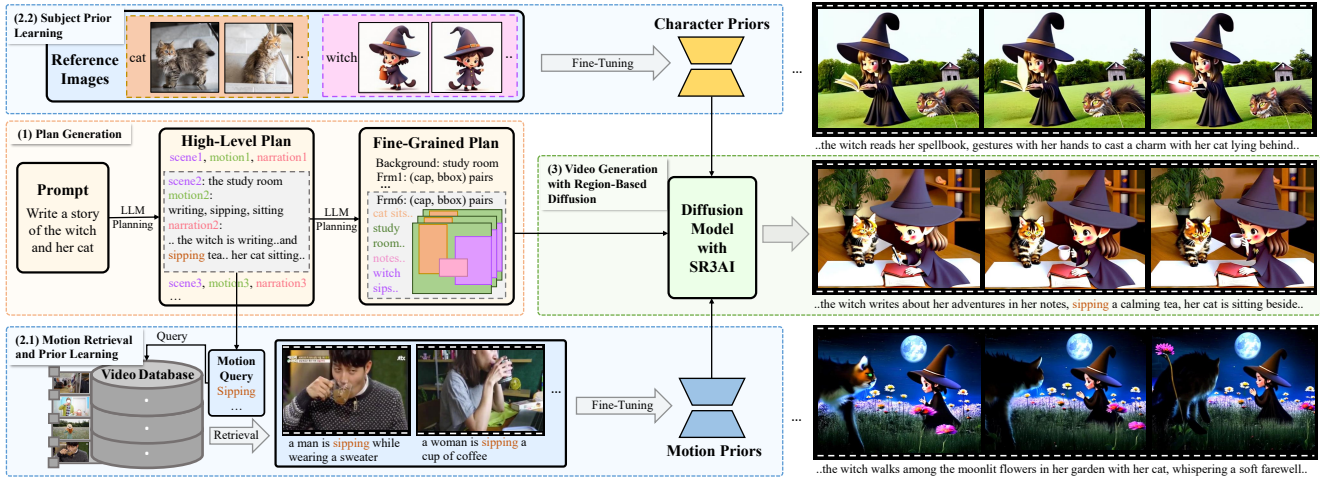 (2.2) Subject Prior
Learning
Reference
Images
cat
..
witch
..
Fine-Tuning
Character Priors
...
..the witch reads her spellbook, gestures with her hands to cast a charm with her cat lying behind..
(1) Plan Generation
Prompt
Write a story
of the witch
and her cat
LLM
Planning
High-Level Plan
scene1, motion1, narration1
scene2: the study room
motion2:
writing, sipping, sitting
narration2:
.. the witch is writing..and
sipping tea.. her cat sitting..
scene3, motion3, narration3
...
LLM
Planning
Fine-Grained Plan
Background: study room
Frm1: (cap, bbox) pairs
...
Frm6: (cap, bbox) pairs
cat sits..
study
room..
notes..
witch
sips..
(3) Video Generation
with Region-Based
Diffusion
Diffusion
Model
with
SR3AI
..the witch writes about her adventures in her notes, sipping a calming tea, her cat is sitting beside..
(2.1) Motion Retrieval
and Prior Learning
Query
Video Database
Motion
Query
Sipping
...
Retrieval
a man is sipping while
wearing a sweater
a woman is sipping a
cup of coffee
...
Fine-Tuning
Motion Priors
...
..the witch walks among the moonlit flowers in her garden with her cat, whispering a soft farewell..